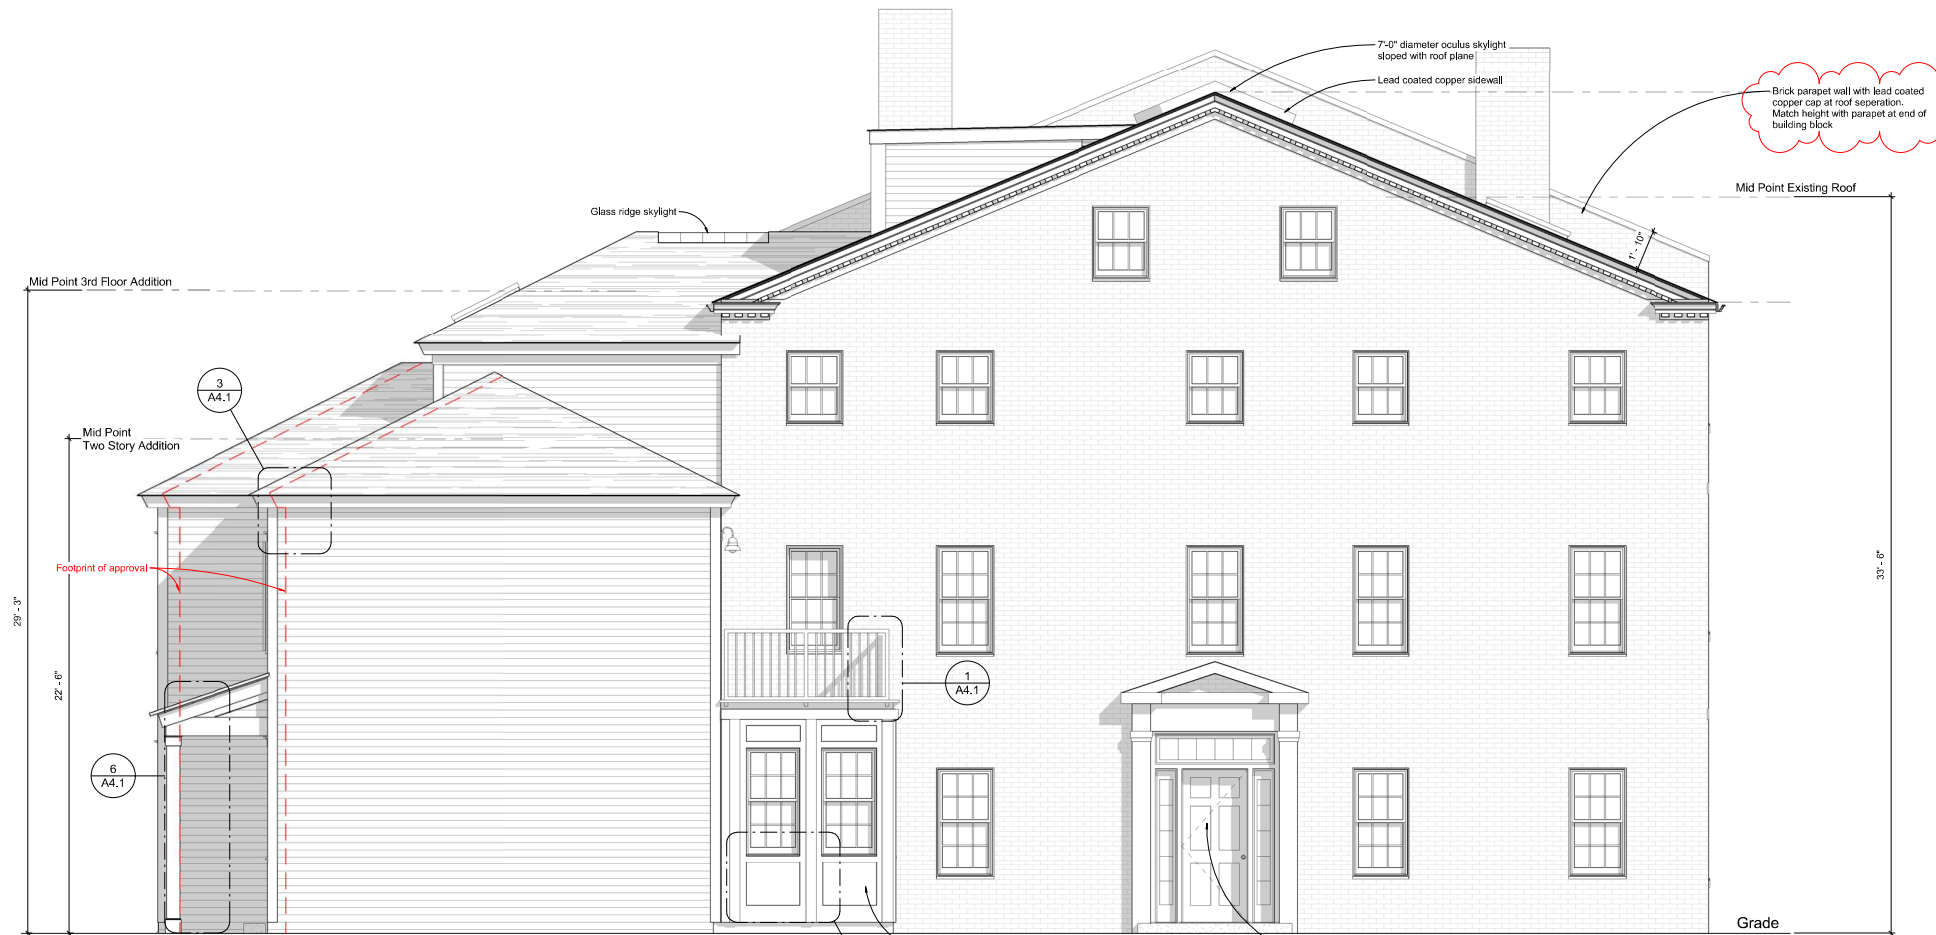 7'-0" diameter oculus skylight
sloped with roof plane
Lead coated copper sidewall
Brick parapet wall with lead coated
copper cap at roof seperation.
Match height with parapet at end of
building block
Mid Point Existing Roof
Glass ridge skylight
1' - 10"
Mid Point 3rd Floor Addition
3
A4.1
Mid Point
Two Story Addition
Footprint of approval
29' - 3"
22' - 6"
33' - 6"
1
A4.1
6
A4.1
Grade